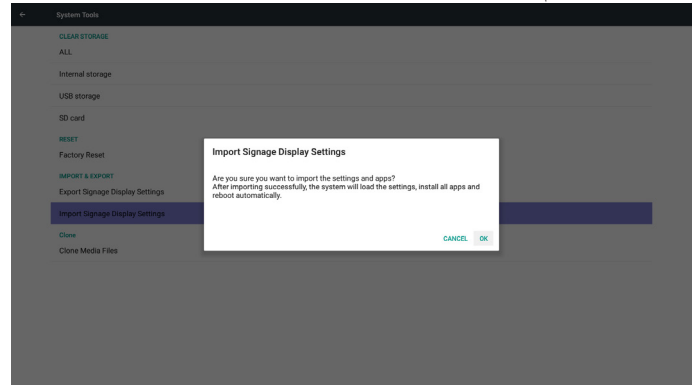 System Tools
CLEAR STORAGE
ALL
Internal storage
USB storage
SD card
RESET
Factory Reset
IMPORT & EXPORT
Export Signage Display Settings
Import Signage Display Settings
Clone
Clone Media Files
Import Signage Display Settings
Are you sure you want to import the settings and apps?
After importing successfully, the system will load the settings, install all apps and
reboot automatically.
CANCEL OK